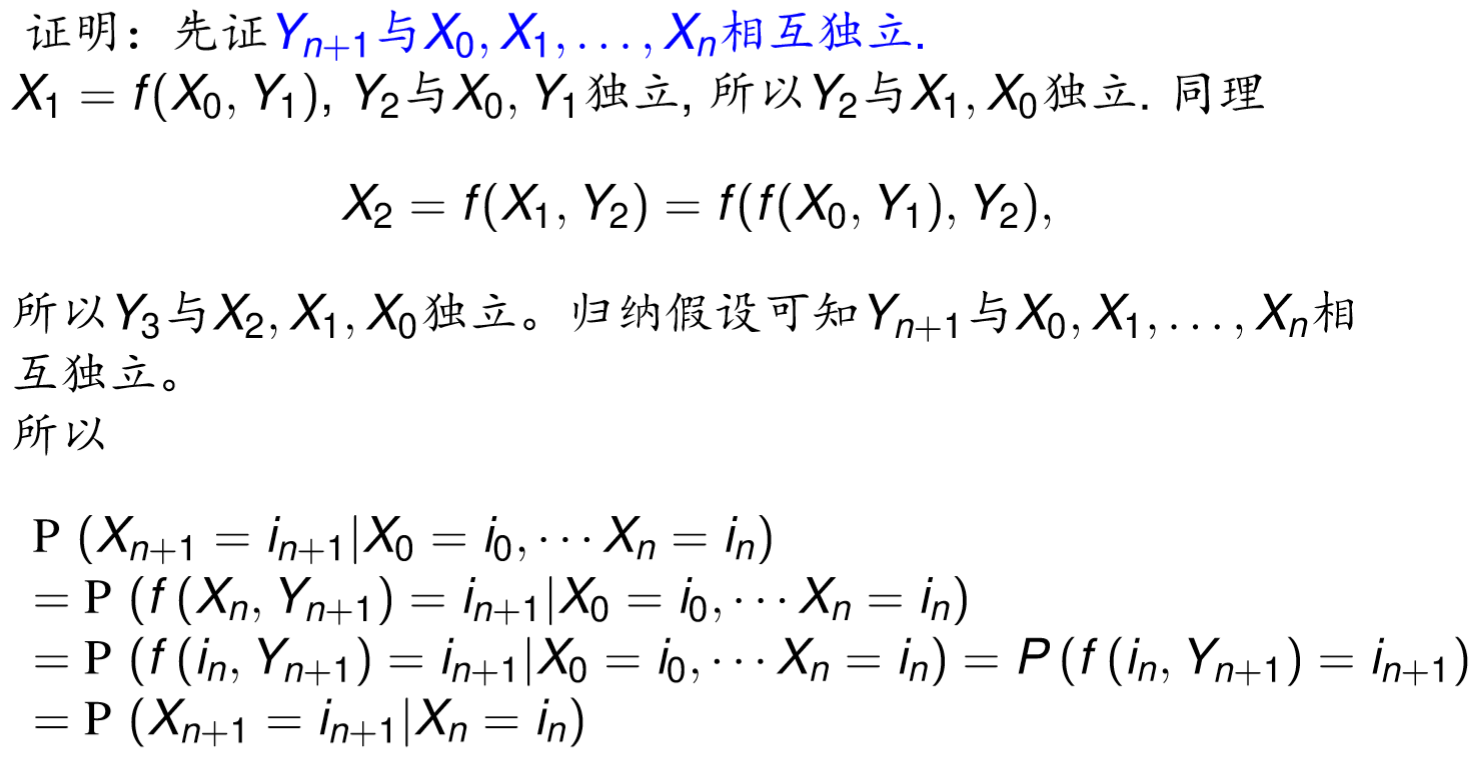 证明：先证Y_{n+1}与X_0, X_1, . . . , X_n相互独立.
X_1 = f(X_0, Y_1), Y_2与X_0, Y_1独立, 所以Y_2与X_1, X_0独立. 同理
X_2 = f(X_1, Y_2) = f(f(X_0, Y_1), Y_2),
所以Y_3与X_2, X_1, X_0独立。归纳假设可知Y_{n+1}与X_0, X_1, . . . , X_n相
互独立。
所以
P (X_{n+1} = i_{n+1}|X_0 = i_0, ⋯ X_n = i_n)
= P (f (X_n, Y_{n+1}) = i_{n+1}|X_0 = i_0, ⋯ X_n = i_n)
= P (f (i_n, Y_{n+1}) = i_{n+1}|X_0 = i_0, ⋯ X_n = i_n) = P (f (i_n, Y_{n+1}) = i_{n+1})
= P (X_{n+1} = i_{n+1}|X_n = i_n)